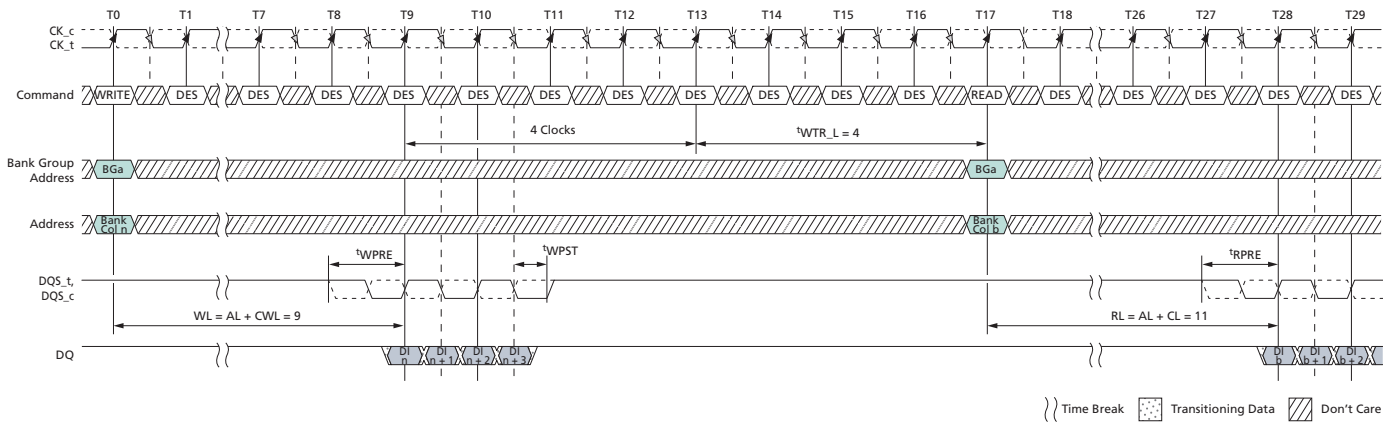 T0 T1 T7 T8 T9 T10 T11 T12 T13 T14 T15 T16 T17 T18 T26 T27 T28 T29
CK_c
CK_t
Command WRITE DES DES DES DES DES DES DES DES DES DES DES READ DES DES DES DES DES
4 Clocks tWTR_L = 4
Bank Group
Address BGa BGa
Address Bank Col n Bank Col b
tWPRE tWPST tRPRE
DQS_t,
DQS_c
WL = AL + CWL = 9 RL = AL + CL = 11
DQ DI n DI n + 1 DI n + 2 DI n + 3 DI b DI b + 1 DI b + 2
Time Break Transitioning Data Don't Care